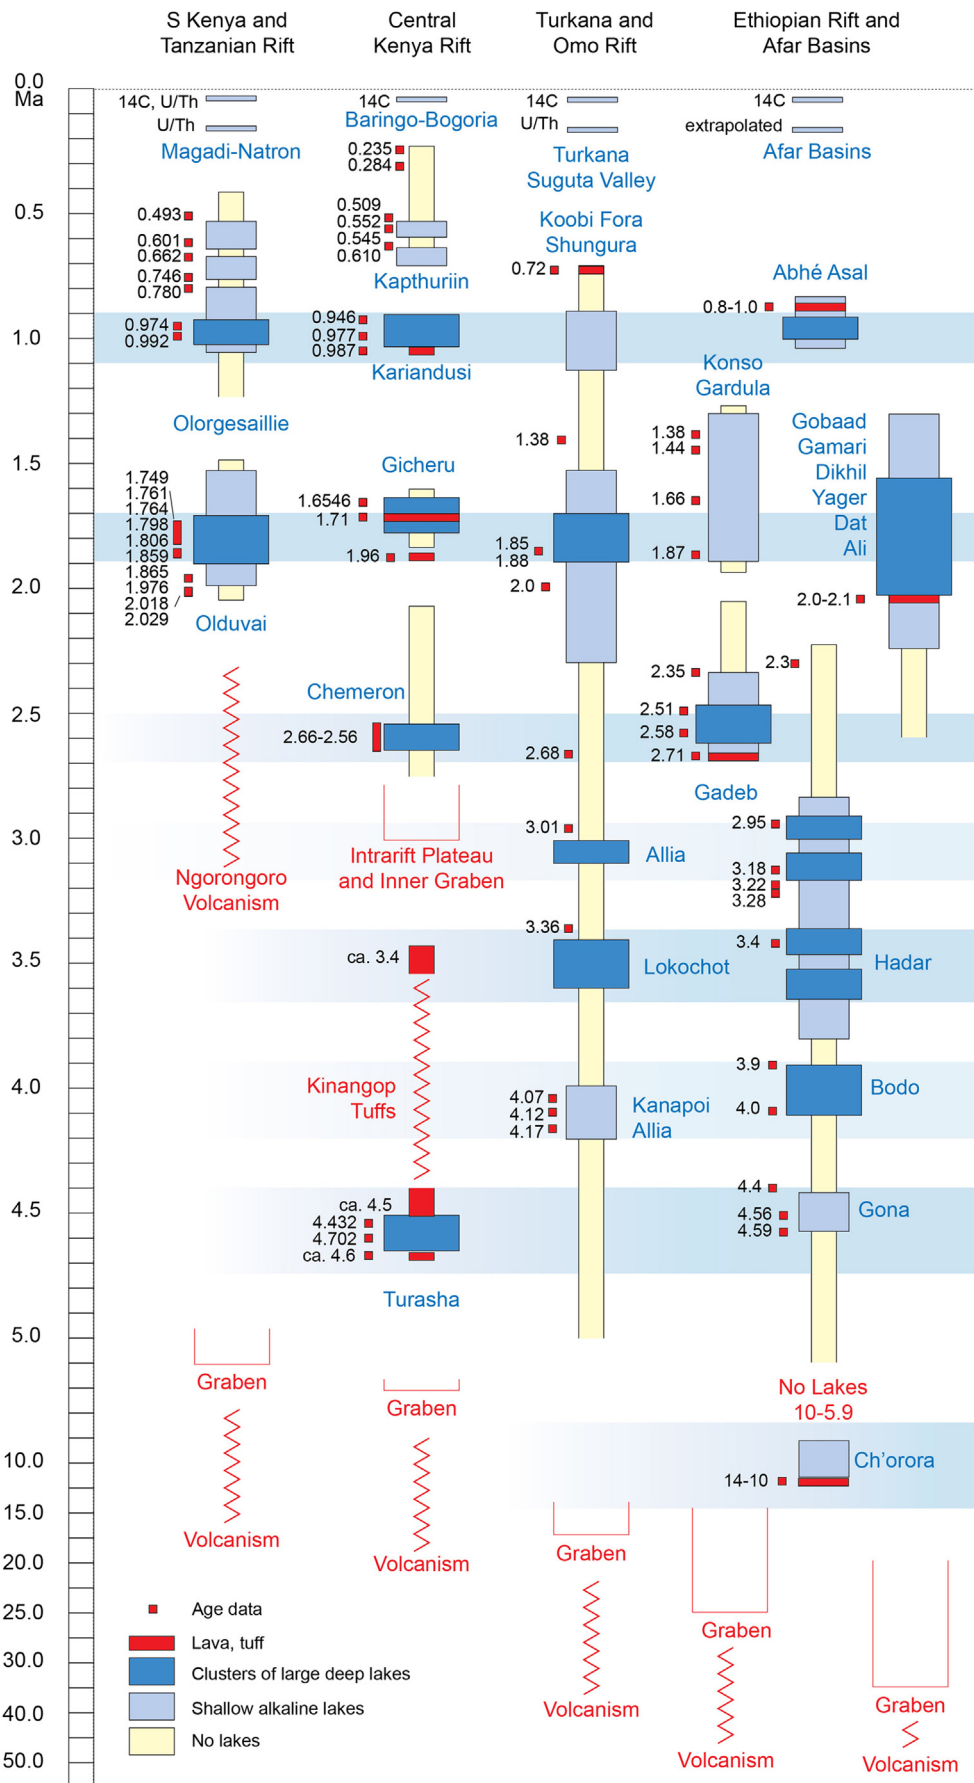 S Kenya and
Tanzanian Rift
Central
Kenya Rift
Turkana and
Omo Rift
Ethiopian Rift and
Afar Basins
0.0
Ma
0.5
1.0
1.5
2.0
2.5
3.0
3.5
4.0
4.5
5.0
10.0
15.0
20.0
25.0
30.0
40.0
50.0
14C, U/Th
U/Th
Magadi-Natron
0.493
0.601
0.662
0.746
0.780
0.974
0.992
Olorgesaillie
1.749
1.761
1.764
1.798
1.806
1.859
1.865
1.976
2.018
2.029
Olduvai
Ngorongoro
Volcanism
Graben
Volcanism
14C
Baringo-Bogoria
0.235
0.284
0.509
0.552
0.545
0.610
Kapthuriin
0.946
0.977
0.987
Kariandusi
Gicheru
1.6546
1.71
1.96
Chemeron
2.66-2.56
Intrarift Plateau
and Inner Graben
ca. 3.4
Kinangop
Tuffs
ca. 4.5
4.432
4.702
ca. 4.6
Turasha
Graben
Volcanism
14C
U/Th
Turkana
Suguta Valley
Koobi Fora
Shungura
0.72
1.38
1.85
1.88
2.0
2.68
3.01
Allia
3.36
Lokochot
4.07
4.12
4.17
Kanapoi
Allia
Graben
Volcanism
14C
extrapolated
Afar Basins
Abhé Asal
0.8-1.0
Konso
Gardula
1.38
1.44
1.66
1.87
Gobaad
Gamari
Dikhil
Yager
Dat
Ali
2.0-2.1
2.3
2.35
2.51
2.58
2.71
Gadeb
2.95
3.18
3.22
3.28
3.4
Hadar
3.9
4.0
Bodo
4.4
4.56
4.59
Gona
No Lakes
10-5.9
Ch'orora
14-10
Graben
Volcanism
Graben
Volcanism
Age data
Lava, tuff
Clusters of large deep lakes
Shallow alkaline lakes
No lakes